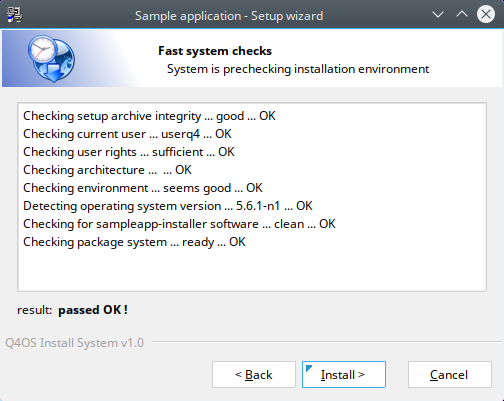 Sample application - Setup wizard
Fast system checks
System is prechecking installation environment
Checking setup archive integrity ... good ... OK
Checking current user ... userq4 ... OK
Checking user rights ... sufficient ... OK
Checking architecture ...  ... OK
Checking environment ... seems good ... OK
Detecting operating system version ... 5.6.1-n1 ... OK
Checking for sampleapp-installer software ... clean ... OK
Checking package system ... ready ... OK
result: passed OK !
Q4OS Install System v1.0
< Back
Install >
Cancel